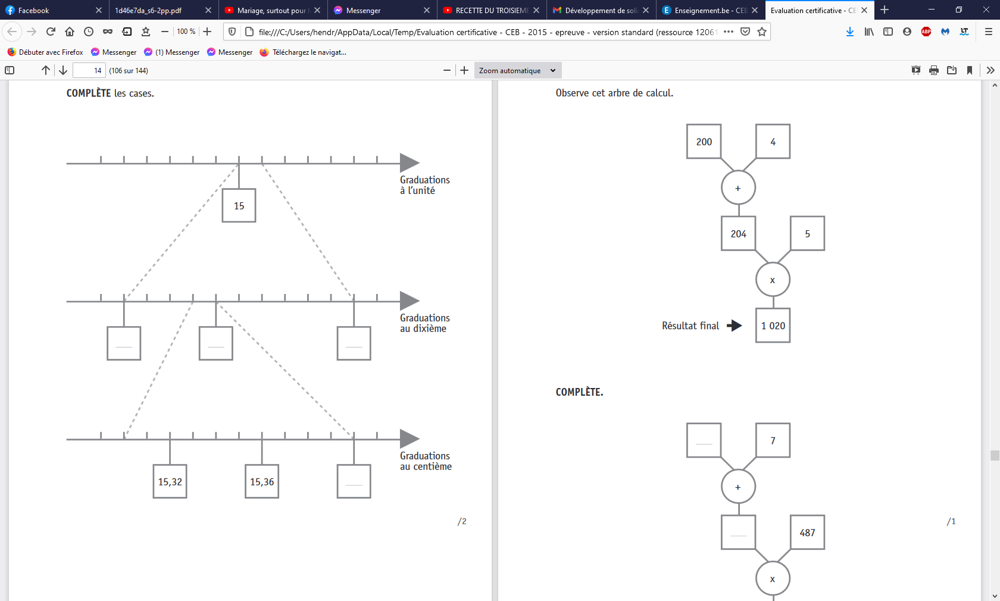 Facebook
1d46e7da_s6-2pp.pdf
Mariage, surtout pour
Messenger
RECETTE DU TROISIEME
Développement de soli
Enseignement.be - CEB
Evaluation certificative - CE
100 %
file:///C:/Users/hendr/AppData/Local/Temp/Evaluation certificative - CEB - 2015 - epreuve - version standard (ressource 12061
ABP
LT
Débuter avec Firefox
Messenger
(1) Messenger
Messenger
Téléchargez le navigat...
14
(106 sur 144)
Zoom automatique
COMPLÈTE les cases.
Graduations
à l'unité
15
Graduations
au dixième
Graduations
au centième
15,32
15,36
/2
Observe cet arbre de calcul.
200
4
+
204
5
x
Résultat final
1 020
COMPLÈTE.
7
+
487
/1
x